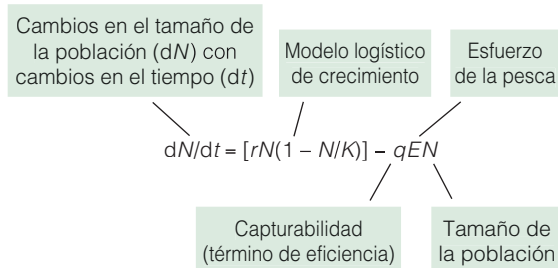 Cambios en el tamaño de
la población (dN) con
cambios en el tiempo (dt)
Modelo logístico
de crecimiento
Esfuerzo
de la pesca
dN/dt = [rN(1 – N/K)] – qEN
Capturabilidad
(término de eficiencia)
Tamaño de
la población